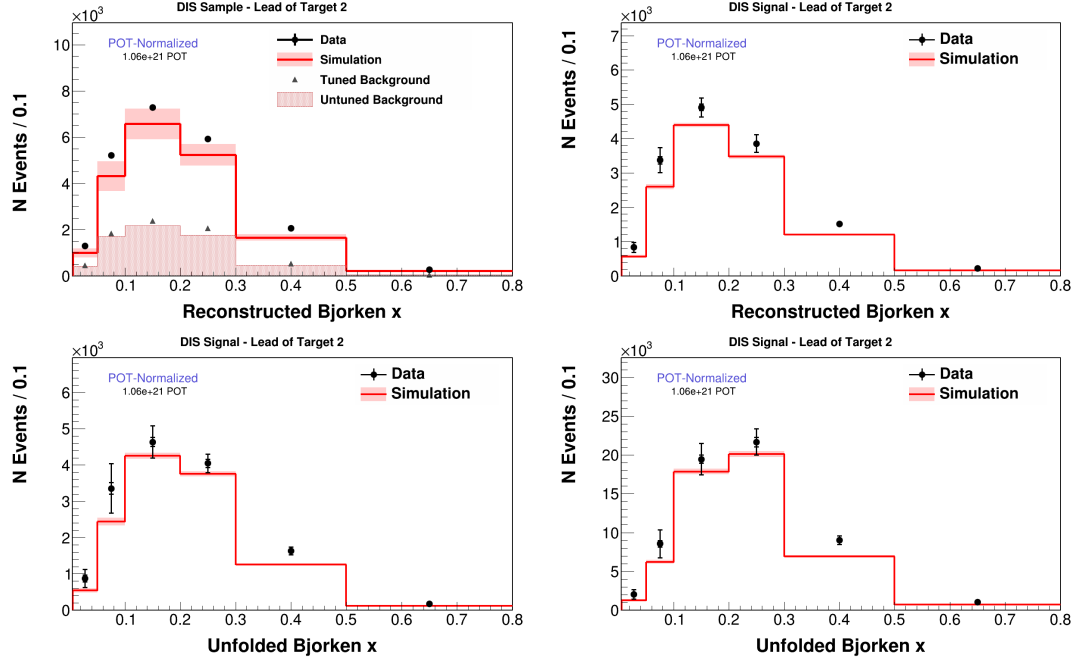 DIS Sample - Lead of Target 2
×10³
POT-Normalized
1.06e+21 POT
Data
Simulation
Tuned Background
Untuned Background
N Events / 0.1
10
8
6
4
2
0
0.1 0.2 0.3 0.4 0.5 0.6 0.7 0.8
Reconstructed Bjorken x
DIS Signal - Lead of Target 2
×10³
POT-Normalized
1.06e+21 POT
Data
Simulation
N Events / 0.1
7
6
5
4
3
2
1
0
0.1 0.2 0.3 0.4 0.5 0.6 0.7 0.8
Reconstructed Bjorken x
DIS Signal - Lead of Target 2
×10³
POT-Normalized
1.06e+21 POT
Data
Simulation
N Events / 0.1
6
5
4
3
2
1
0
0.1 0.2 0.3 0.4 0.5 0.6 0.7 0.8
Unfolded Bjorken x
DIS Signal - Lead of Target 2
×10³
POT-Normalized
1.06e+21 POT
Data
Simulation
N Events / 0.1
30
25
20
15
10
5
0
0.1 0.2 0.3 0.4 0.5 0.6 0.7 0.8
Unfolded Bjorken x